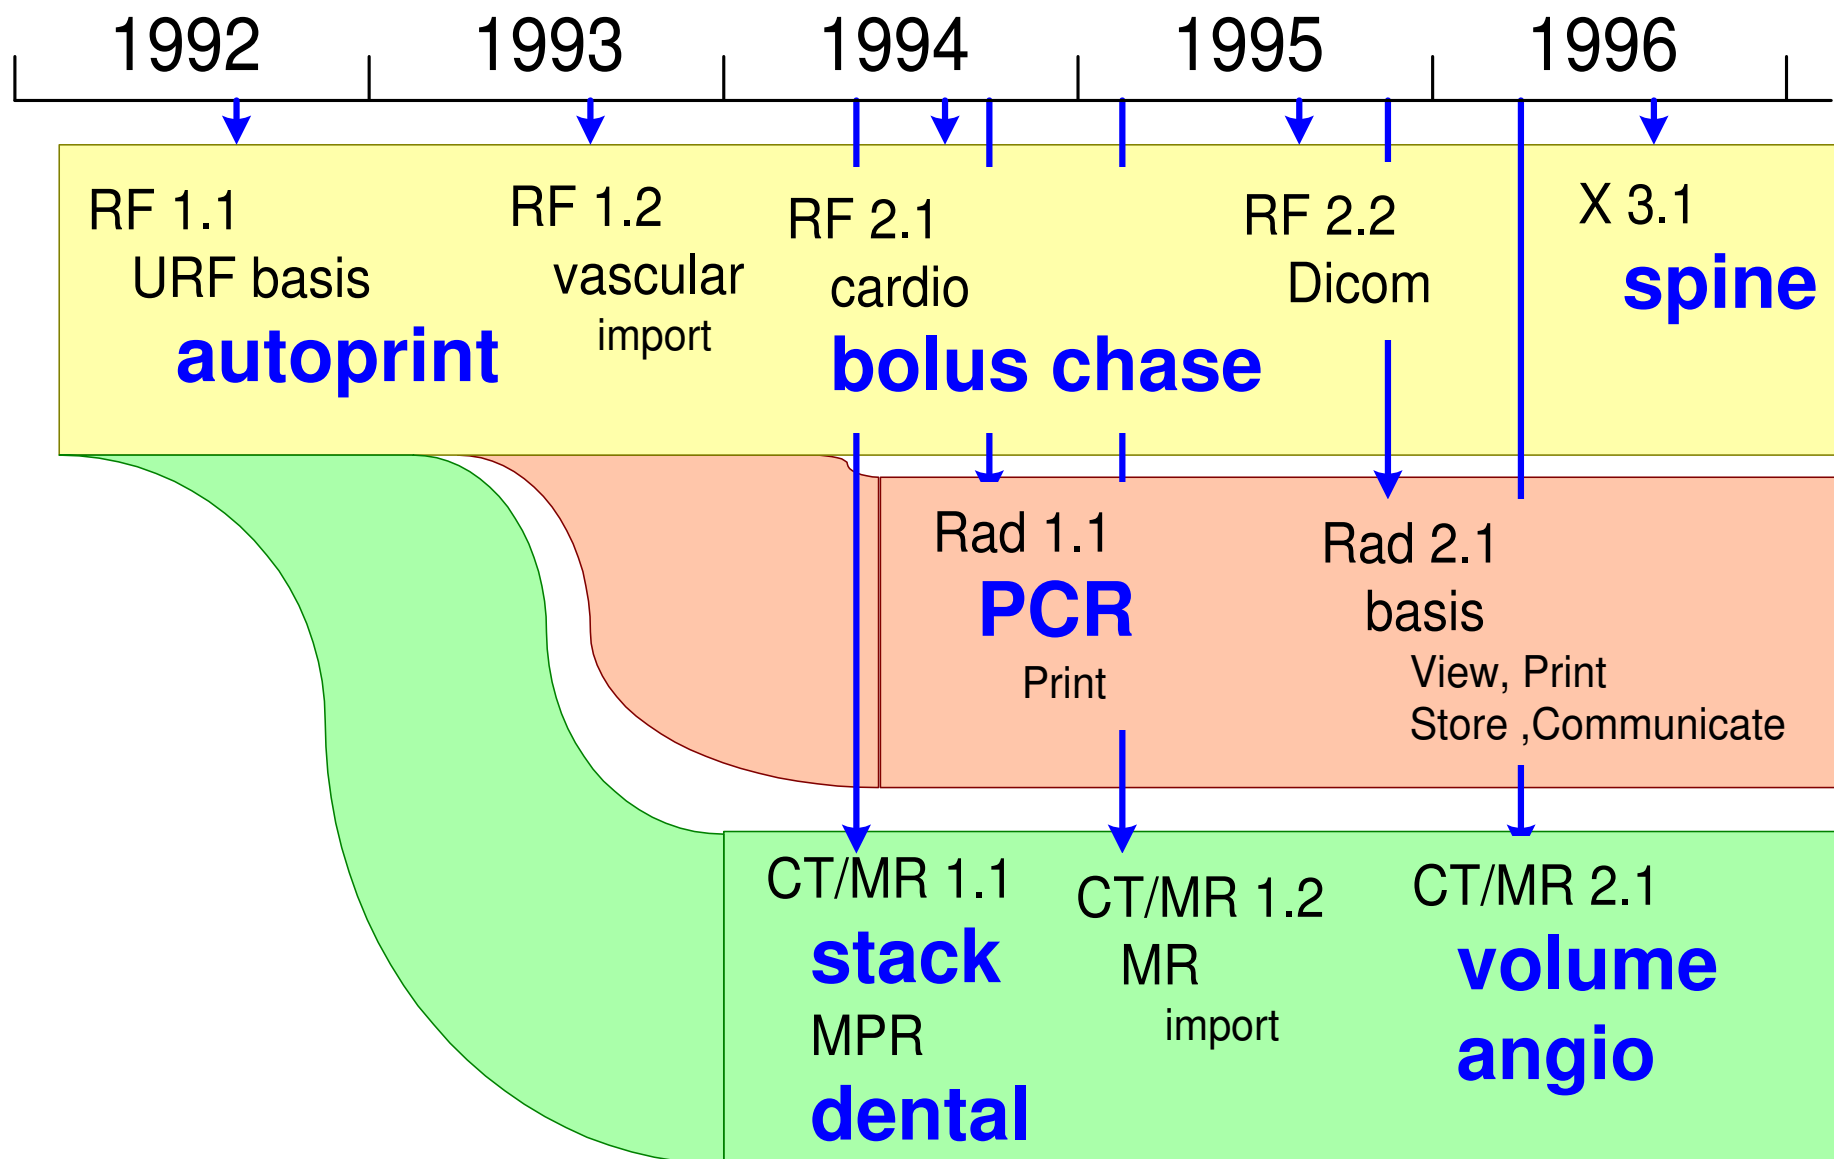 1992 1993 1994 1995 1996
RF 1.1
URF basis
autoprint
RF 1.2
vascular
import
RF 2.1
cardio
bolus chase
RF 2.2
Dicom
X 3.1
spine
Rad 1.1
PCR
Print
Rad 2.1
basis
View, Print
Store ,Communicate
CT/MR 1.1
stack
MPR
dental
CT/MR 1.2
MR
import
CT/MR 2.1
volume
angio